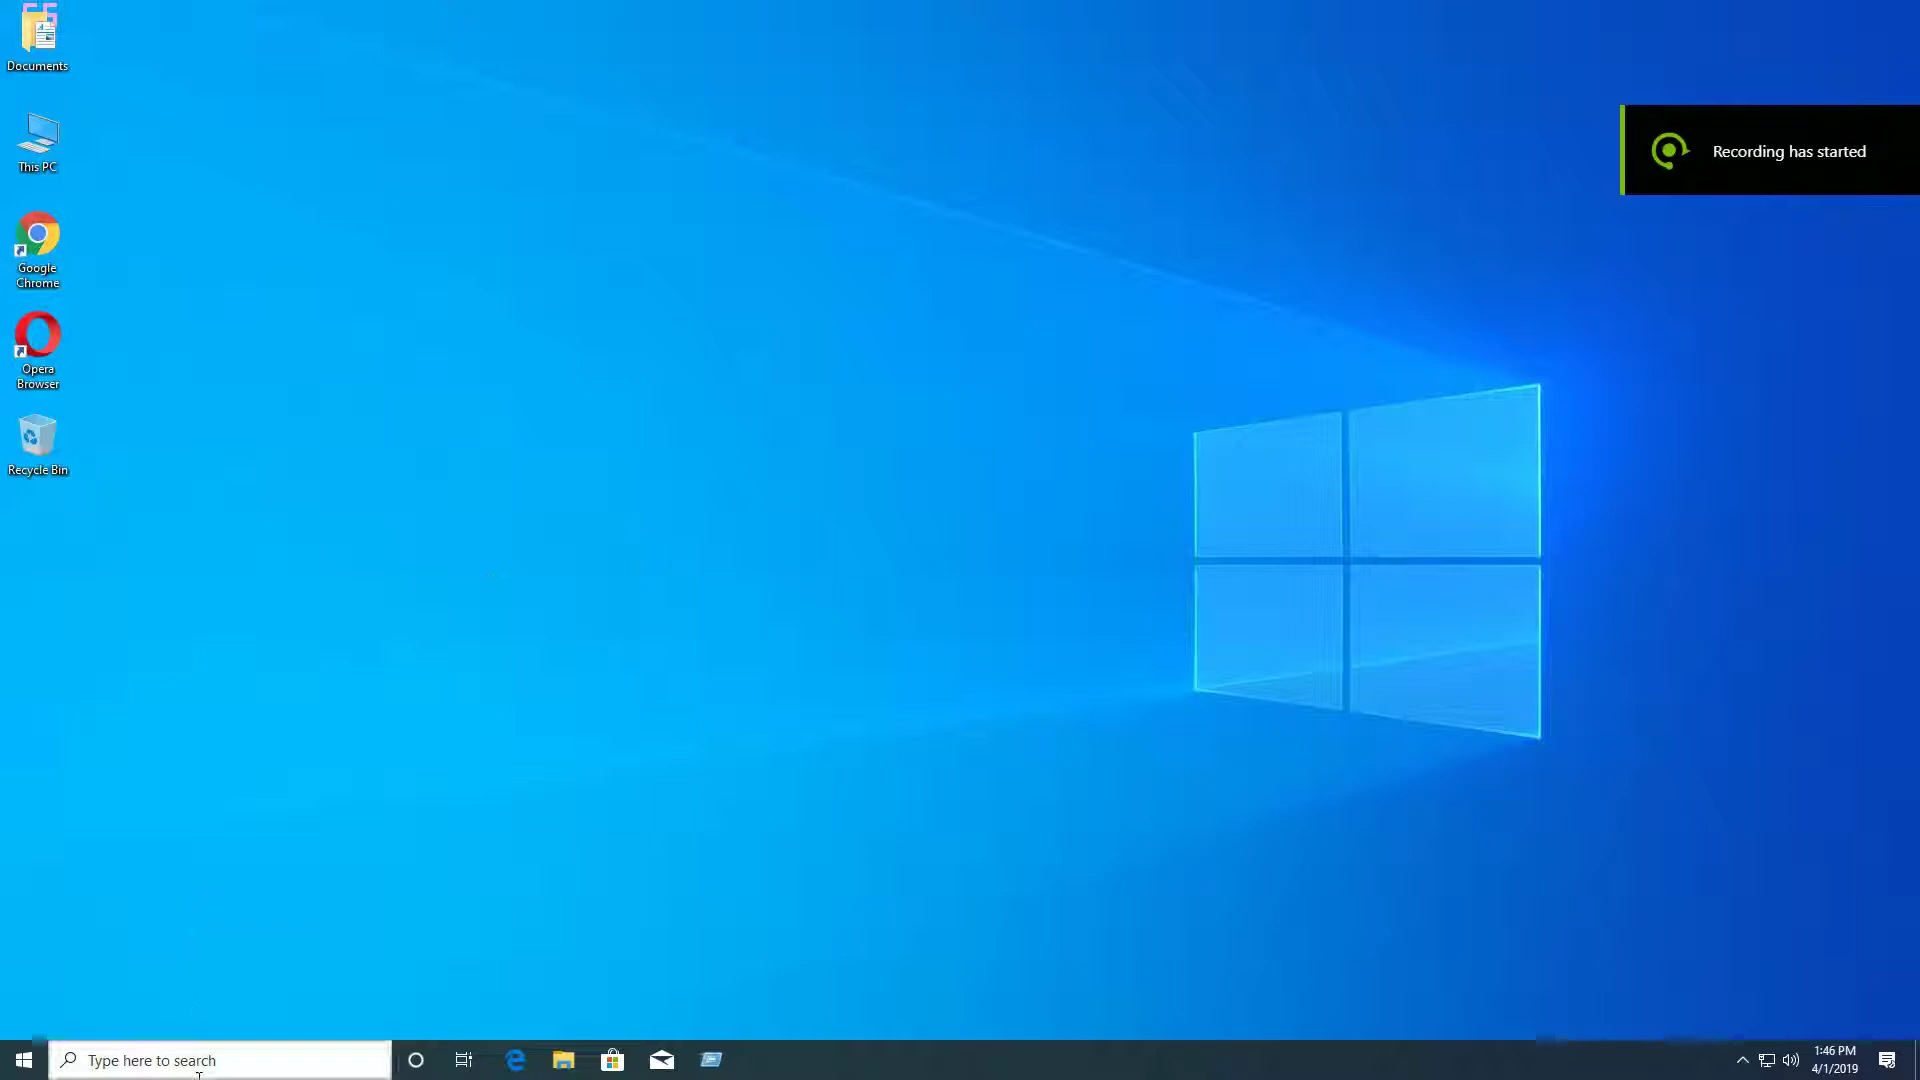 Documents
This PC
Google
Chrome
Opera
Browser
Recycle Bin
Recording has started
Type here to search
1:46 PM
4/1/2019